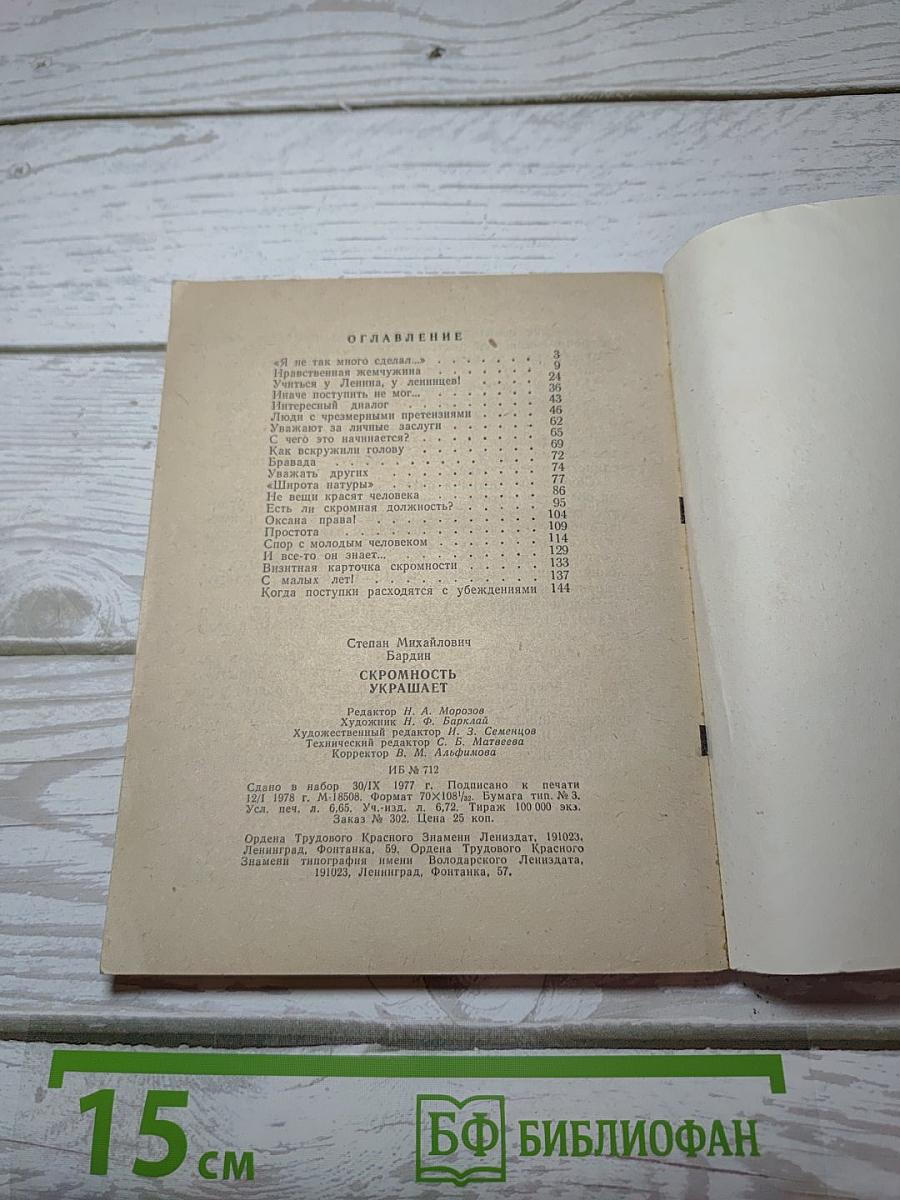 ОГЛАВЛЕНИЕ
«Я не так много сделал...» . . . . . . . 3
Нравственная жемчужина . . . . . . . 9
Учиться у Ленина, у ленинцев! . . . . 24
Иначе поступить не мог... . . . . . . . 36
Интересный диалог . . . . . . . . . 43
Люди с чрезмерными претензиями . . . . 46
Уважают за личные заслуги . . . . . . 62
С чего это начинается? . . . . . . . . 65
Как вскружили голову . . . . . . . . 69
Бравада . . . . . . . . . . . . . 72
Уважать других . . . . . . . . . . 74
«Широта натуры» . . . . . . . . . . 77
Не вещи красят человека . . . . . . . 86
Есть ли скромная должность? . . . . . 95
Оксана права! . . . . . . . . . . . 104
Простота . . . . . . . . . . . . . 109
Спор с молодым человеком . . . . . . 114
И все-то он знает... . . . . . . . . . 129
Визитная карточка скромности . . . . . 133
С малых лет! . . . . . . . . . . . 137
Когда поступки расходятся с убеждениями 144
Степан Михайлович
Бардин
СКРОМНОСТЬ
УКРАШАЕТ
Редактор Н. А. Морозов
Художник Н. Ф. Барклай
Художественный редактор И. З. Семенцов
Технический редактор С. Б. Матвеева
Корректор В. М. Альфимова
ИБ № 712
Сдано в набор 30/IX 1977 г. Подписано к печати
12/I 1978 г. М-18508. Формат 70×108¹/₃₂. Бумага тип. № 3.
Усл. печ. л. 6,65. Уч.-изд. л. 6,72. Тираж 100 000 экз.
Заказ № 302. Цена 25 коп.
Ордена Трудового Красного Знамени Лениздат, 191023,
Ленинград, Фонтанка, 59. Ордена Трудового Красного
Знамени типография имени Володарского Лениздата,
191023, Ленинград, Фонтанка, 57.
15 см
БФ БИБЛИОФАН